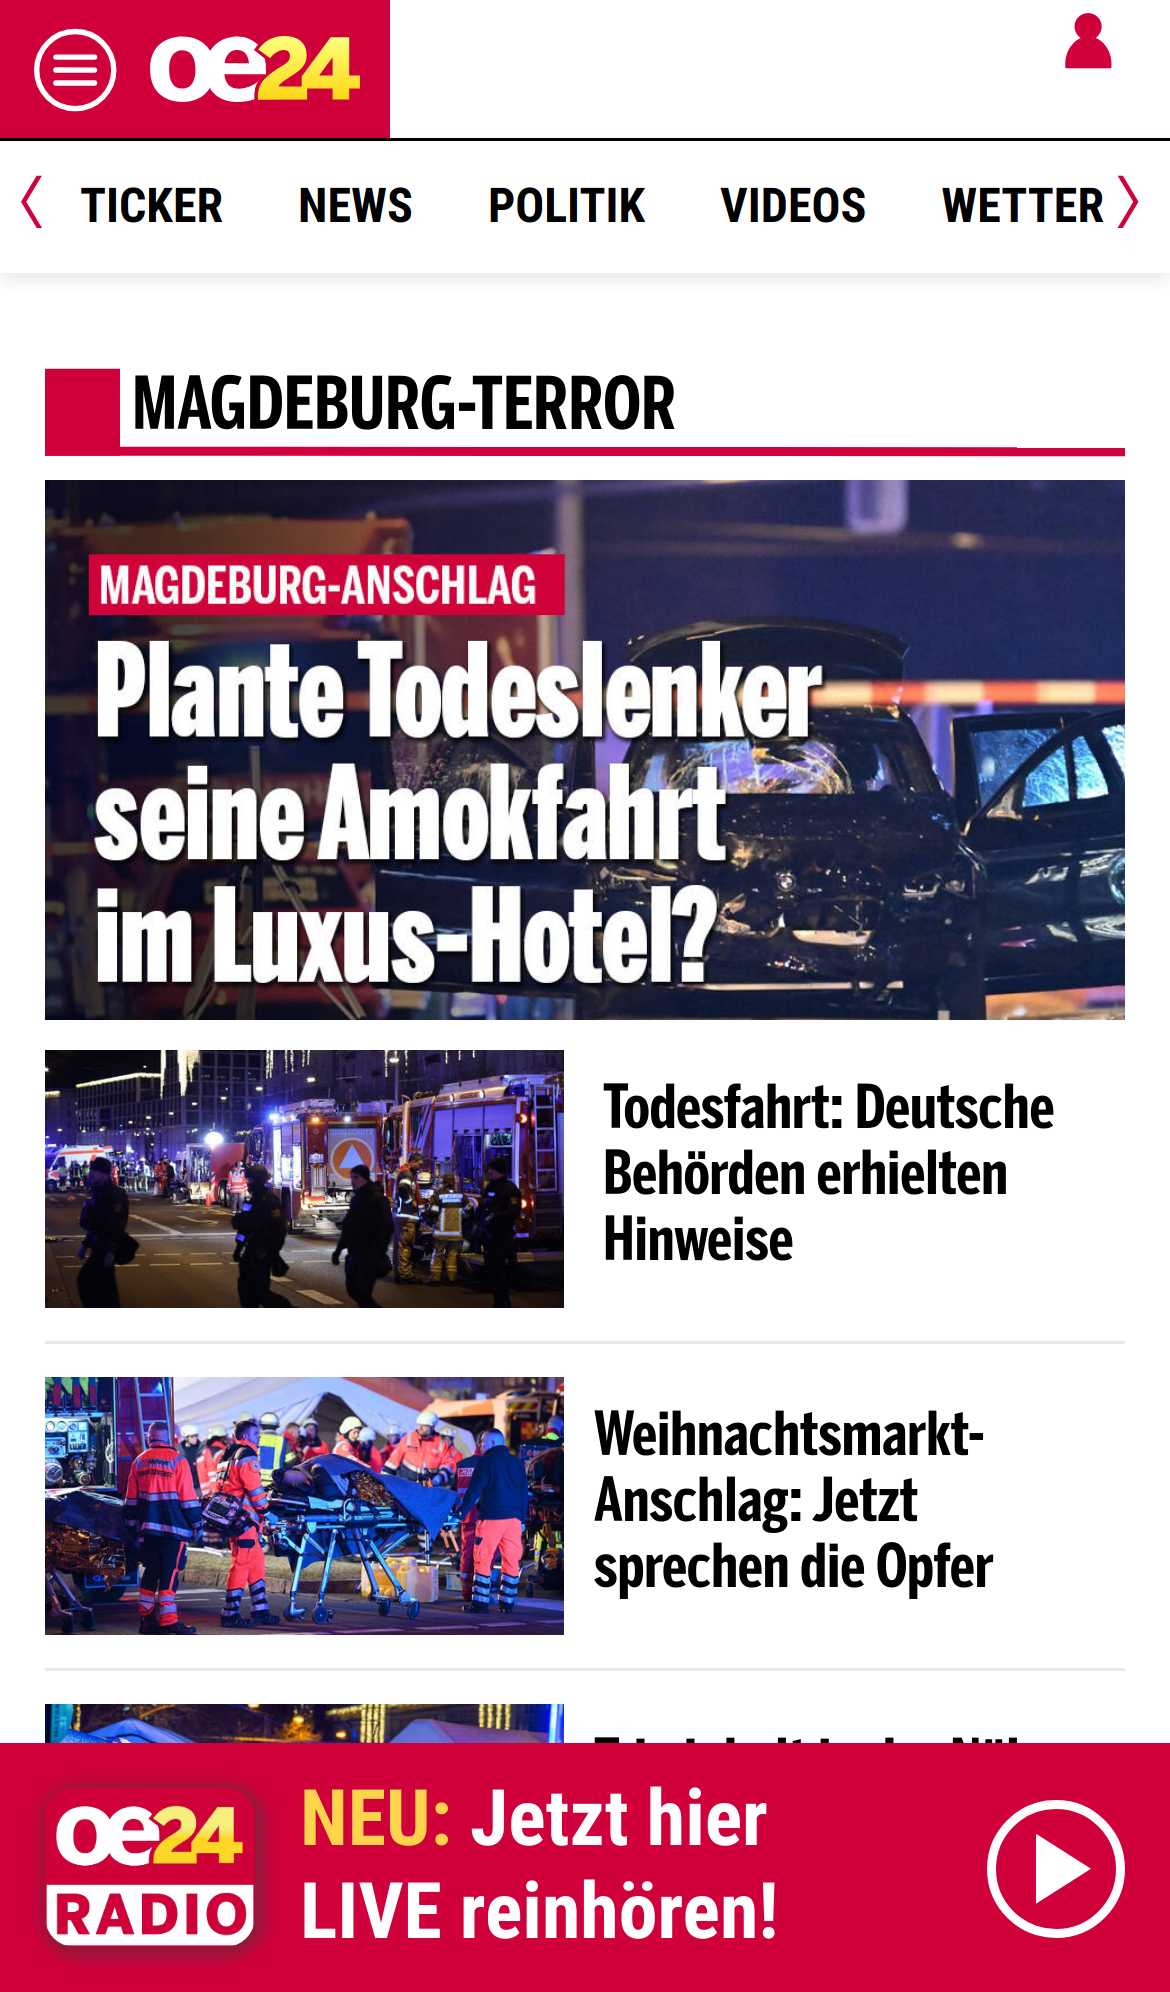 oe24
TICKER NEWS POLITIK VIDEOS WETTER
MAGDEBURG-TERROR
MAGDEBURG-ANSCHLAG
Plante Todeslenker
seine Amokfahrt
im Luxus-Hotel?
Todesfahrt: Deutsche
Behörden erhielten
Hinweise
Weihnachtsmarkt-
Anschlag: Jetzt
sprechen die Opfer
oe24
RADIO
NEU: Jetzt hier
LIVE reinhören!